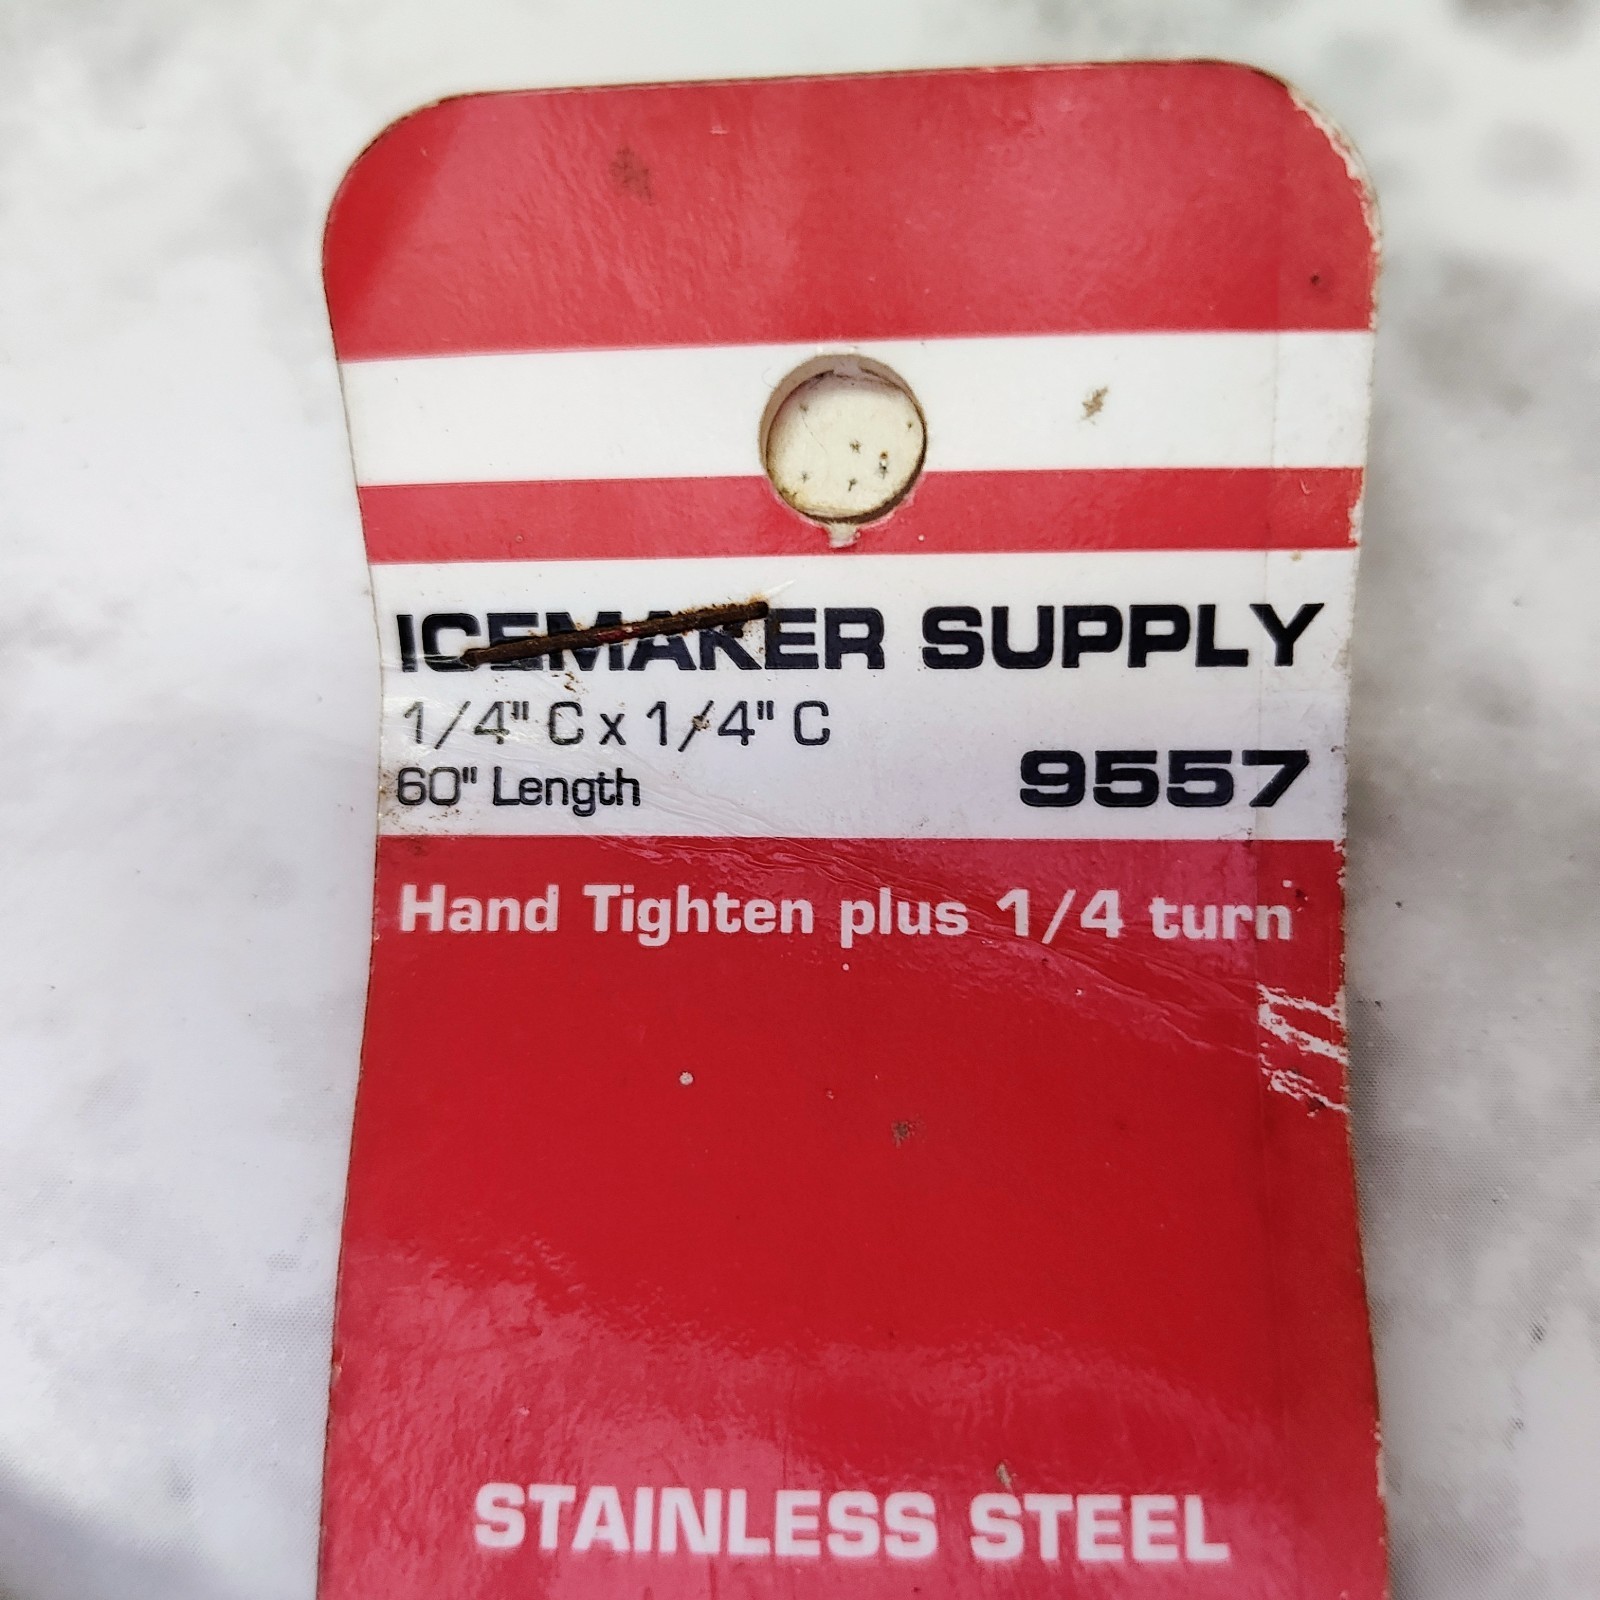 ICEMAKER SUPPLY
1/4" C x 1/4" C
60" Length
9557
Hand Tighten plus 1/4 turn
STAINLESS STEEL